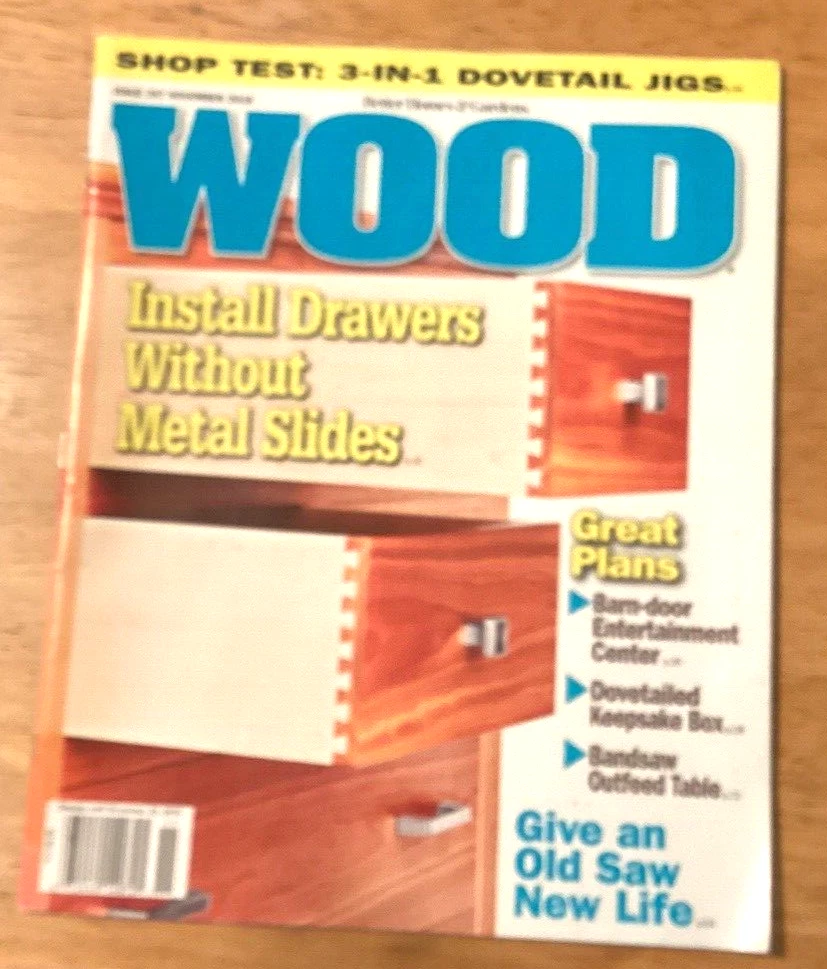 SHOP TEST: 3-IN-1 DOVETAIL JIGS
Better Homes & Gardens
WOOD
Install Drawers
Without
Metal Slides
Great
Plans
Barn-door
Entertainment
Center
Dovetailed
Keepsake Box
Bandsaw
Outfeed Table
Give an
Old Saw
New Life